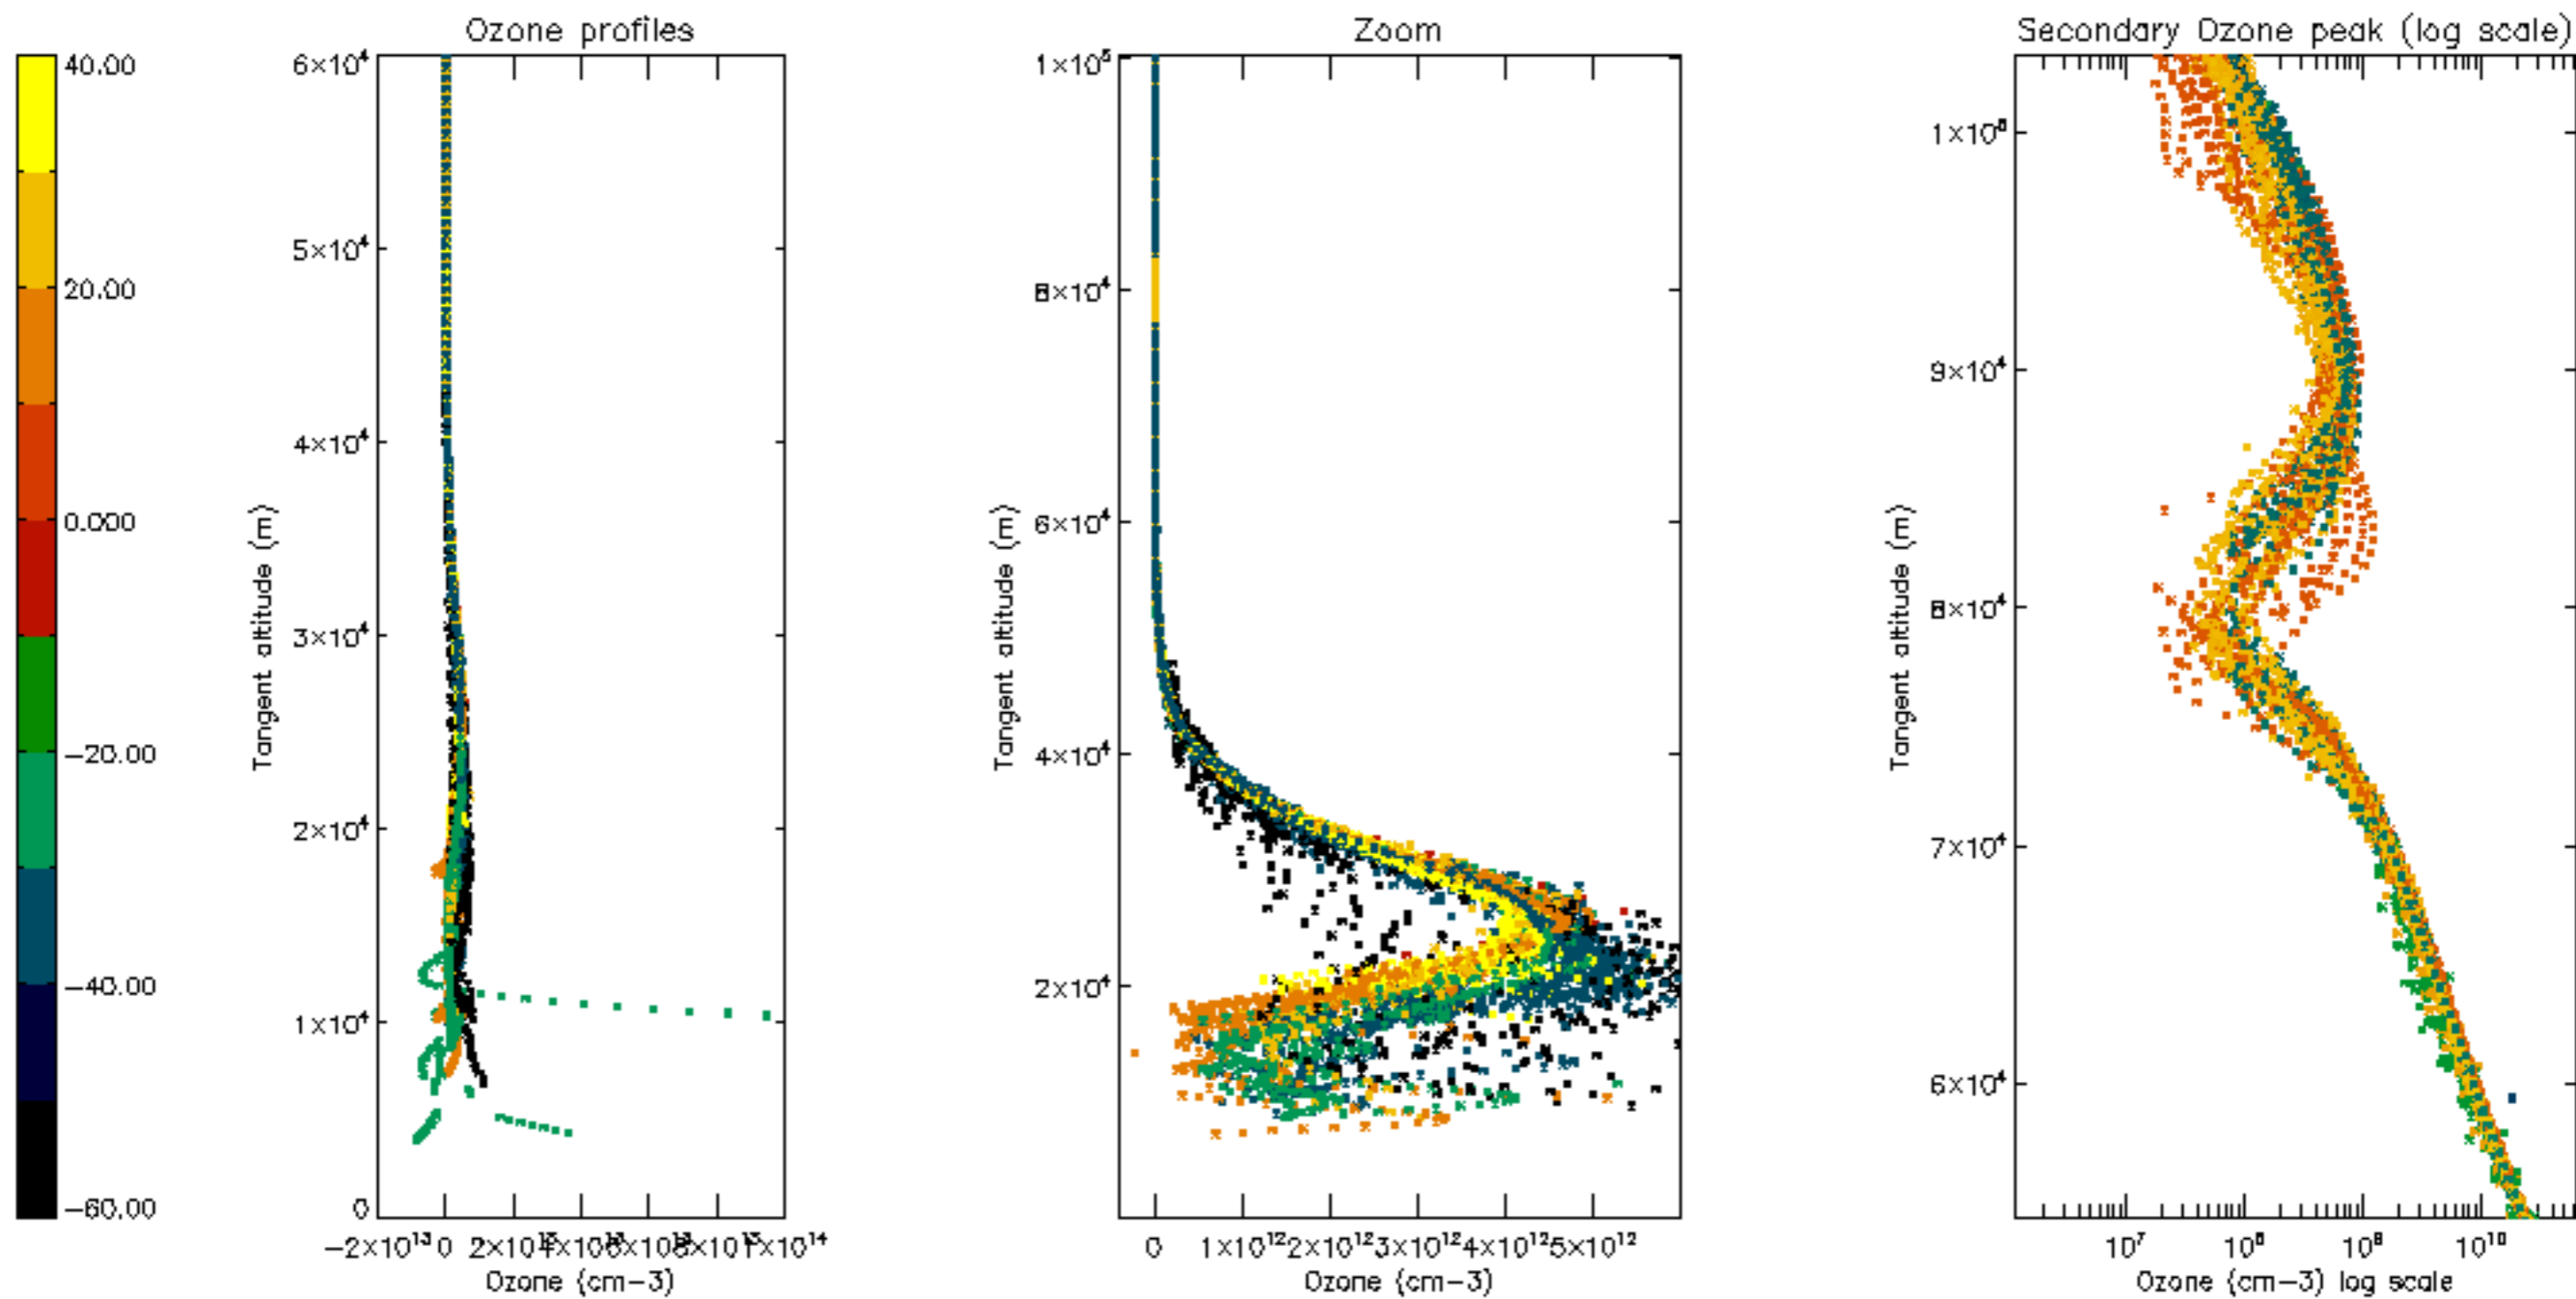 Ozone profiles
Zoom
Secondary Ozone peak (log scale)
40.00
20.00
0.000
−20.00
−40.00
−60.00
6×10⁴
5×10⁴
4×10⁴
3×10⁴
2×10⁴
1×10⁴
0
Tangent altitude (m)
−2×10¹³ 0
Ozone (cm−3)
1×10⁵
8×10⁴
6×10⁴
4×10⁴
2×10⁴
Tangent altitude (m)
0 1×10¹² 2×10¹² 3×10¹² 4×10¹² 5×10¹²
Ozone (cm−3)
9×10⁴
8×10⁴
7×10⁴
6×10⁴
Tangent altitude (m)
10⁷ 10⁸ 10⁹ 10¹⁰
Ozone (cm−3) log scale